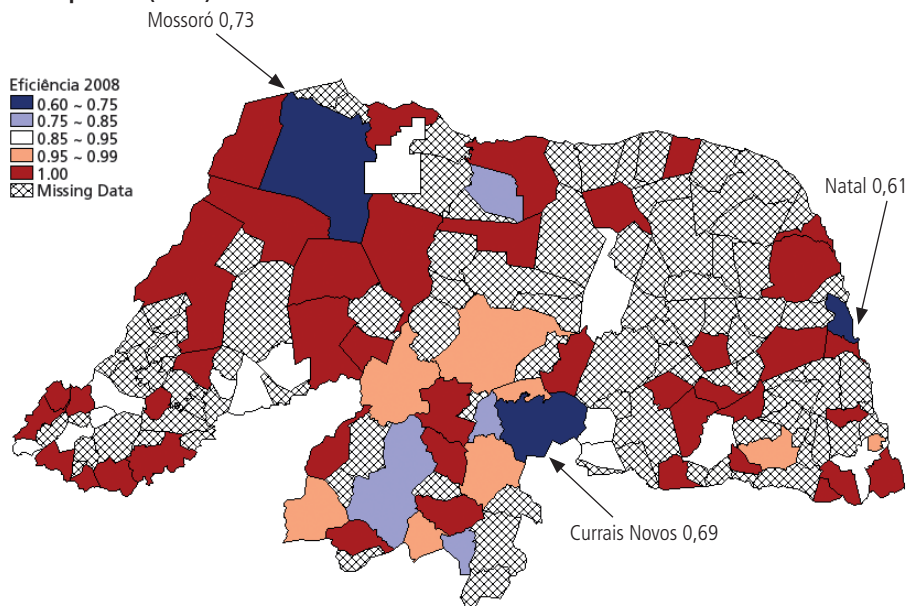 Mossoró 0,73
Eficiência 2008
0.60 ~ 0.75
0.75 ~ 0.85
0.85 ~ 0.95
0.95 ~ 0.99
1.00
Missing Data
Natal 0,61
Currais Novos 0,69